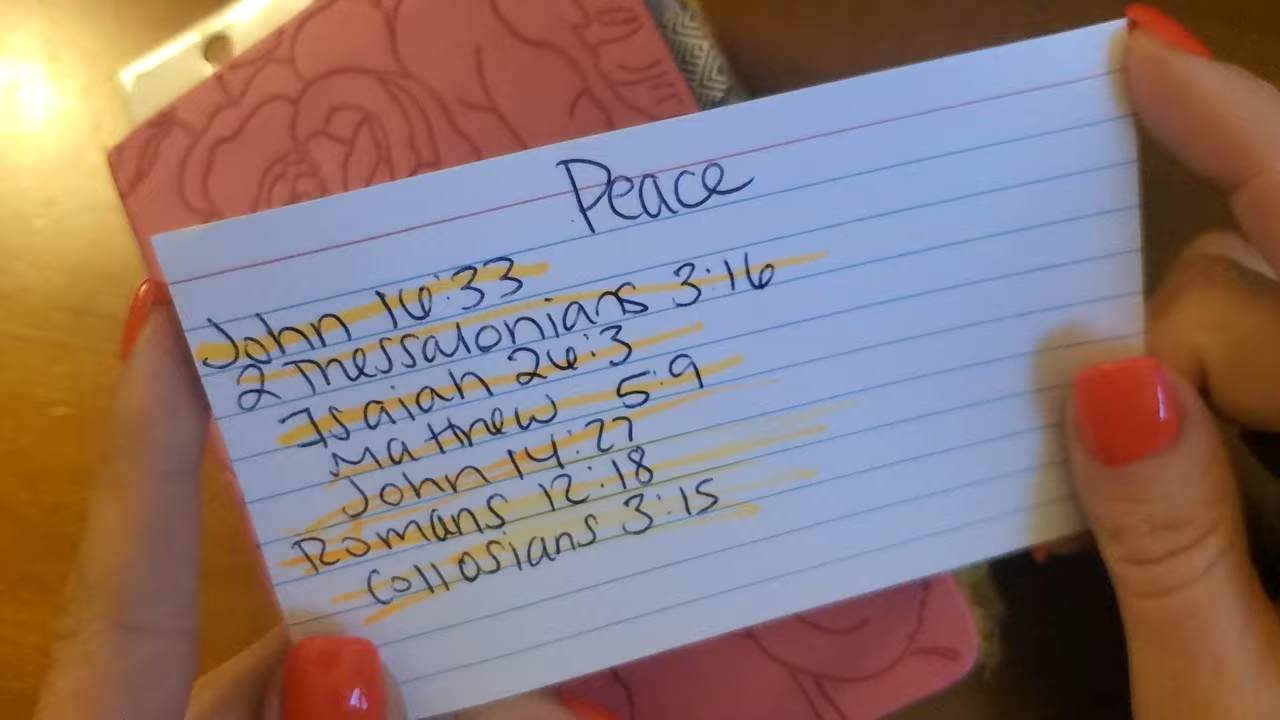 Peace
John 16:33
2 Thessalonians 3:16
Isaiah 26:3
Matthew 5:9
John 14:27
Romans 12:18
Collosians 3:15